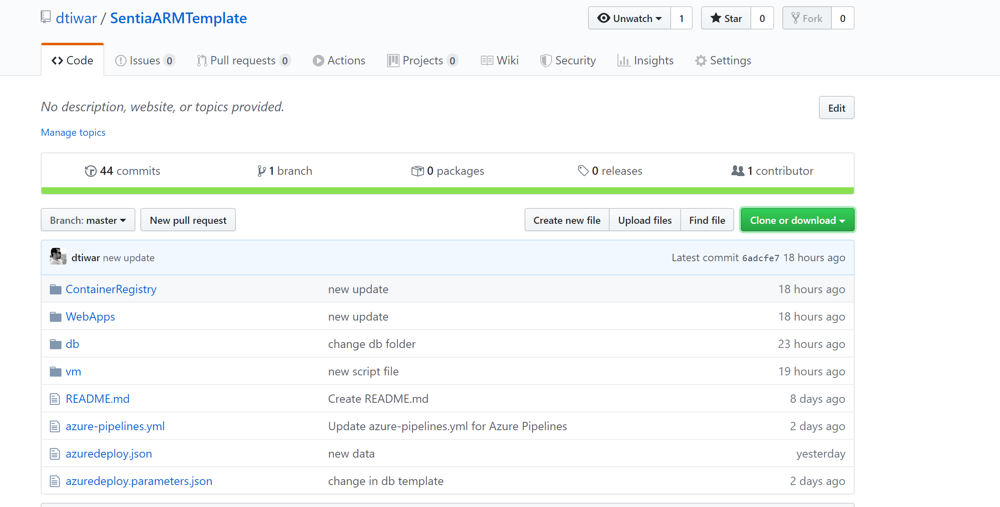 dtiwar / SentiaARMTemplate
Unwatch 1 Star 0 Fork 0
Code Issues 0 Pull requests 0 Actions Projects 0 Wiki Security Insights Settings
No description, website, or topics provided.
Edit
Manage topics
44 commits 1 branch 0 packages 0 releases 1 contributor
Branch: master New pull request Create new file Upload files Find file Clone or download
dtiwar new update Latest commit 6adcfe7 18 hours ago
ContainerRegistry new update 18 hours ago
WebApps new update 18 hours ago
db change db folder 23 hours ago
vm new script file 19 hours ago
README.md Create README.md 8 days ago
azure-pipelines.yml Update azure-pipelines.yml for Azure Pipelines 2 days ago
azuredeploy.json new data yesterday
azuredeploy.parameters.json change in db template 2 days ago